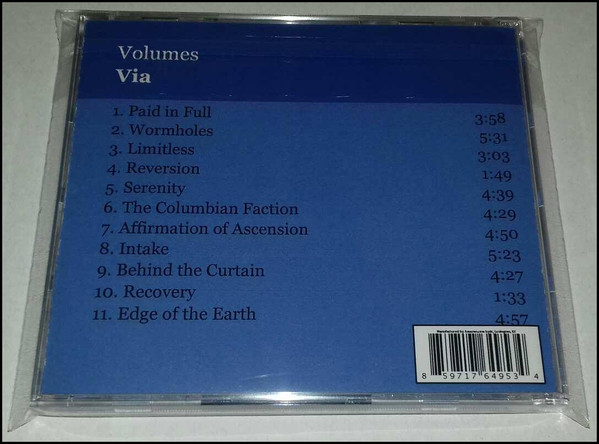 Volumes
Via
1. Paid in Full 3:58
2. Wormholes 5:31
3. Limitless 3:03
4. Reversion 1:49
5. Serenity 4:39
6. The Columbian Faction 4:29
7. Affirmation of Ascension 4:50
8. Intake 5:23
9. Behind the Curtain 4:27
10. Recovery 1:33
11. Edge of the Earth 4:57
Manufactured by
8 59717 64953 4